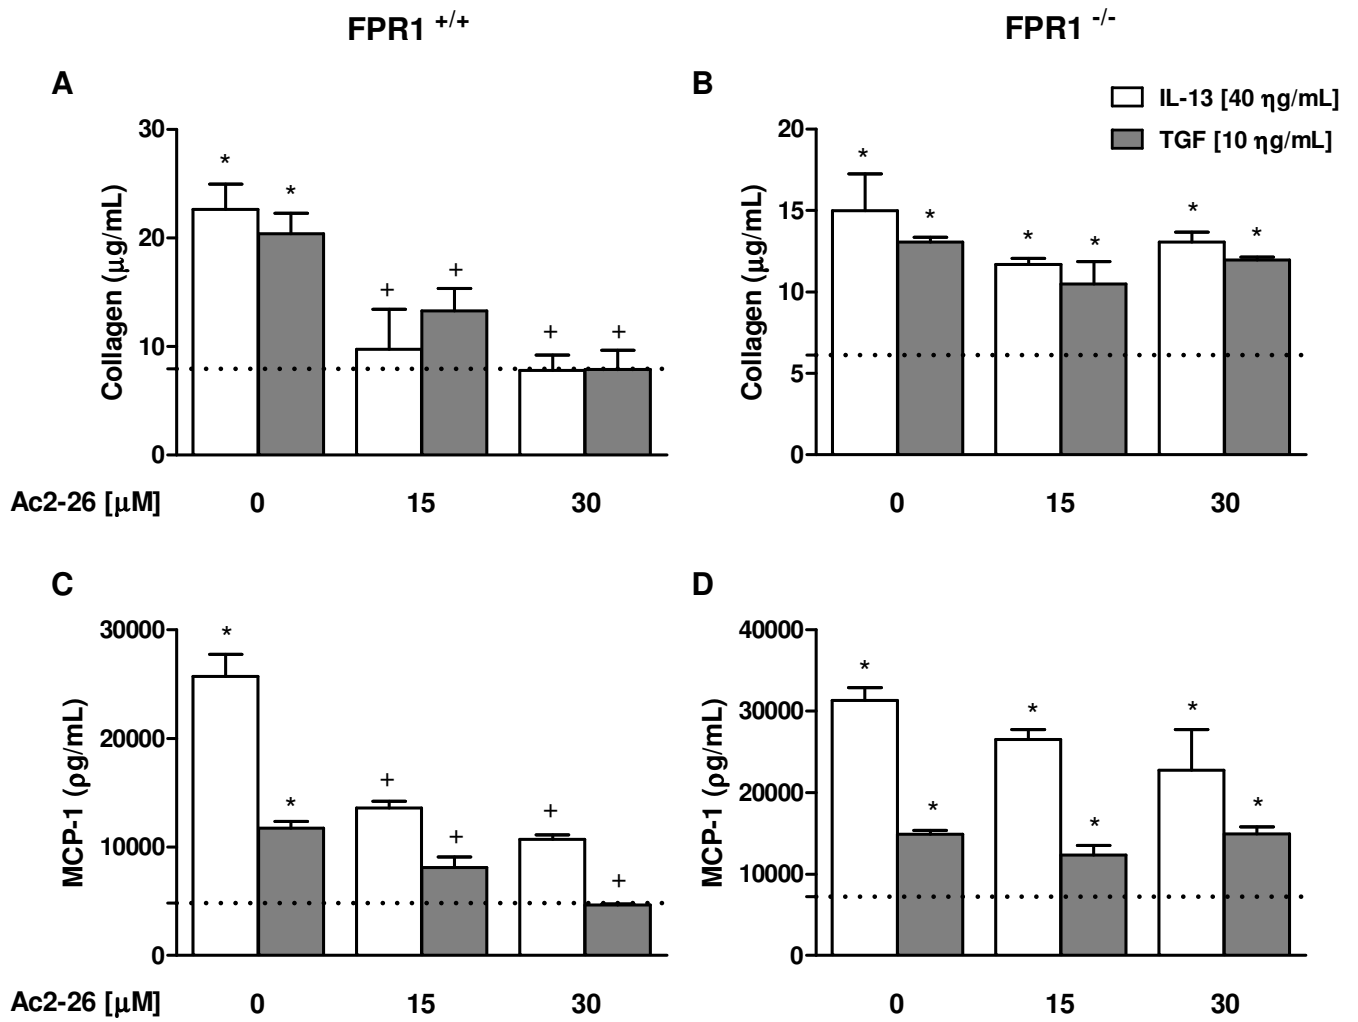 FPR1 +/+
FPR1 -/-
A
B
IL-13 [40 ηg/mL]
TGF [10 ηg/mL]
Collagen (μg/mL)
30
20
10
0
*
*
+
+
+
+
Ac2-26 [μM]
0 15 30
Collagen (μg/mL)
20
15
10
5
0
*
*
*
*
*
*
0 15 30
C
D
MCP-1 (ρg/mL)
30000
20000
10000
0
*
*
+
+
+
+
Ac2-26 [μM]
0 15 30
MCP-1 (ρg/mL)
40000
30000
20000
10000
0
*
*
*
*
*
*
0 15 30